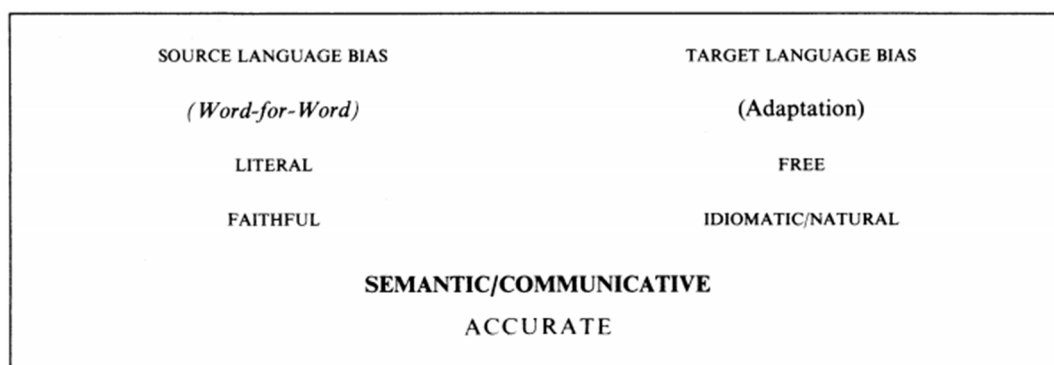 SOURCE LANGUAGE BIAS TARGET LANGUAGE BIAS
(Word-for-Word) (Adaptation)
LITERAL FREE
FAITHFUL IDIOMATIC/NATURAL
SEMANTIC/COMMUNICATIVE
ACCURATE